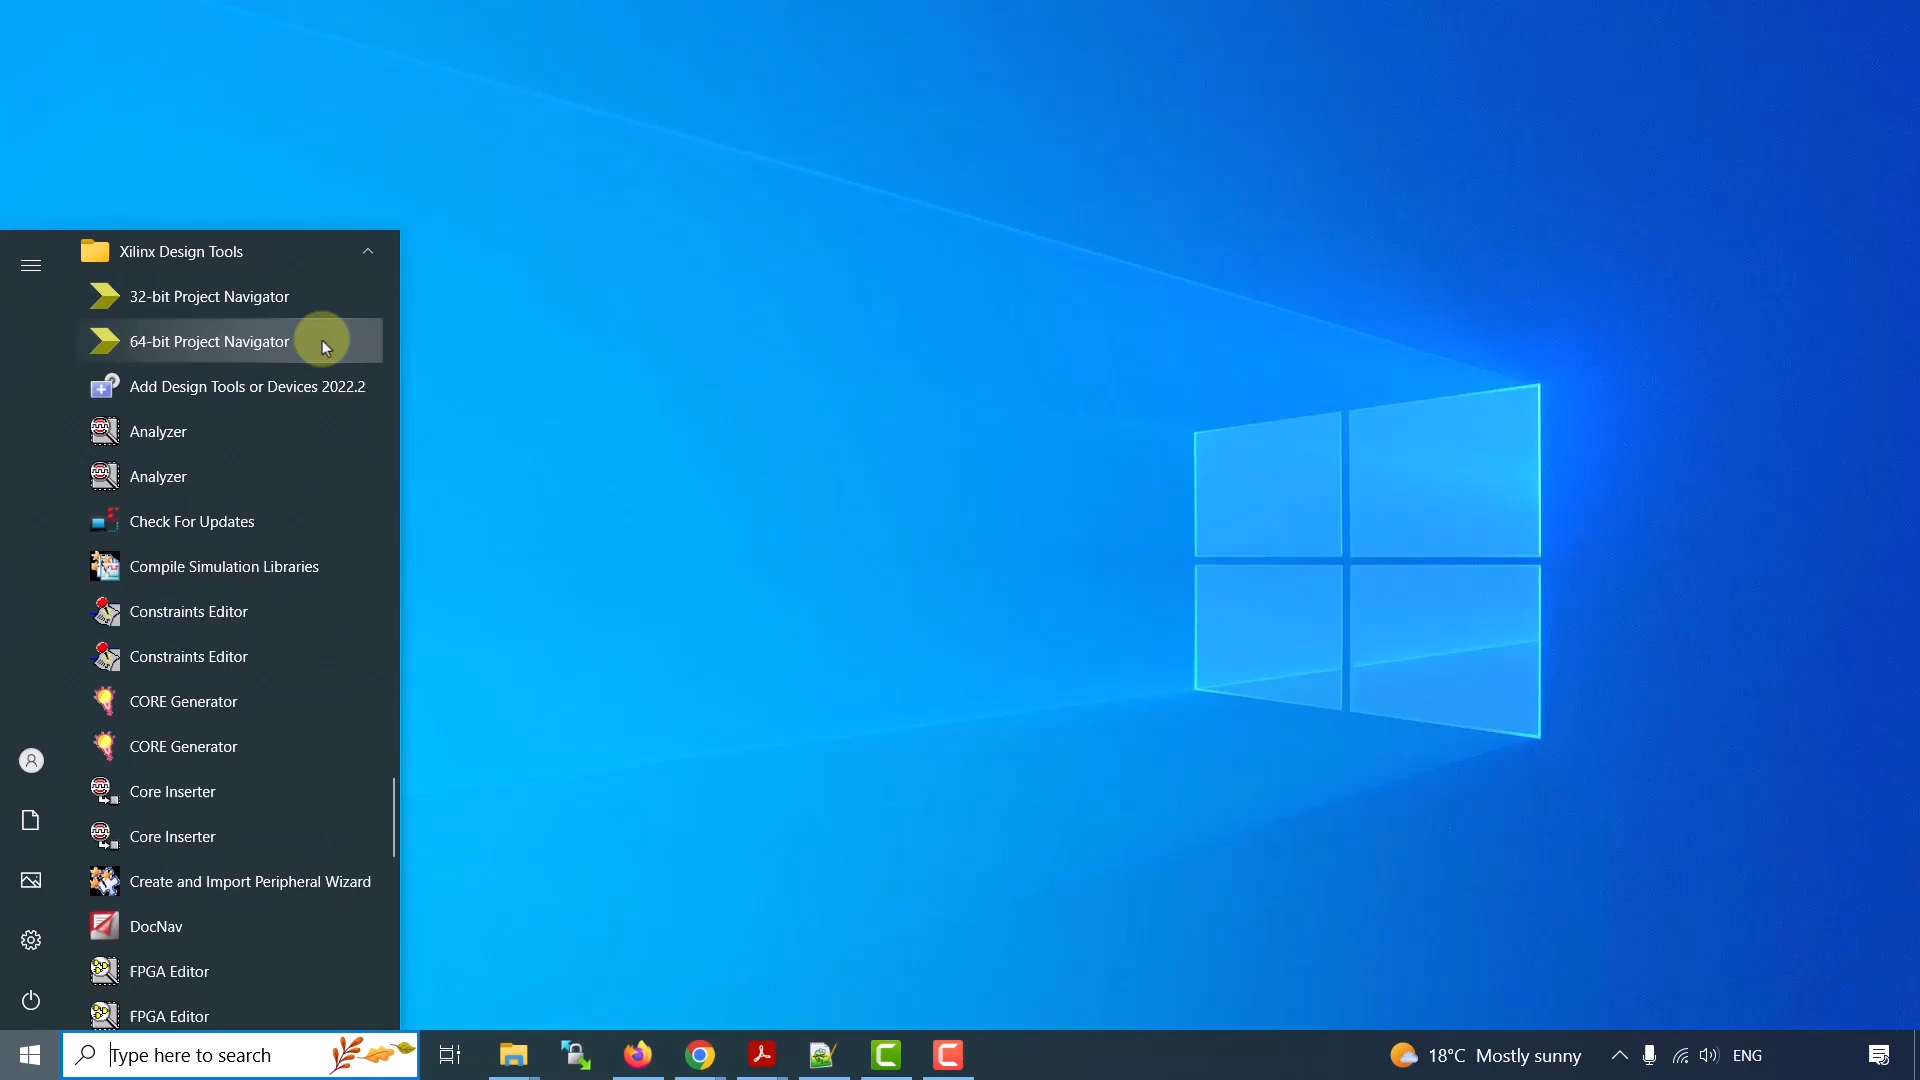 Xilinx Design Tools
32-bit Project Navigator
64-bit Project Navigator
Add Design Tools or Devices 2022.2
Analyzer
Analyzer
Check For Updates
Compile Simulation Libraries
Constraints Editor
Constraints Editor
CORE Generator
CORE Generator
Core Inserter
Core Inserter
Create and Import Peripheral Wizard
DocNav
FPGA Editor
FPGA Editor
Type here to search
18°C Mostly sunny
ENG